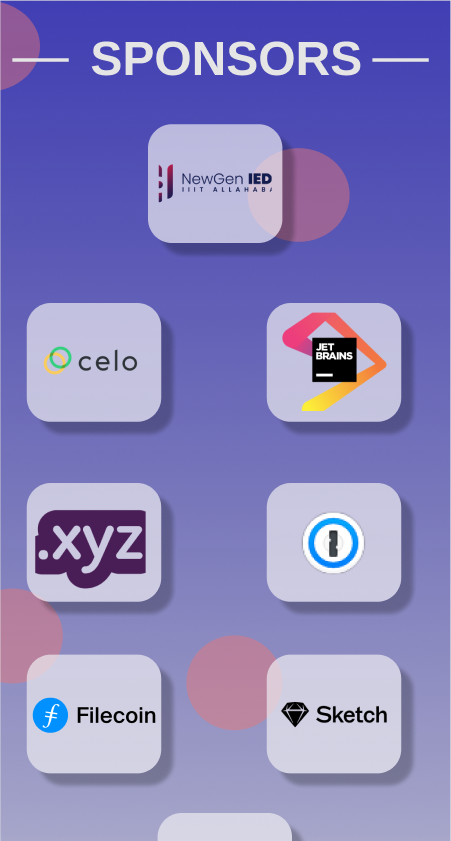 SPONSORS
NewGen IED
IIIT ALLAHABA
celo
JET
BRAINS
.xyz
Filecoin
Sketch